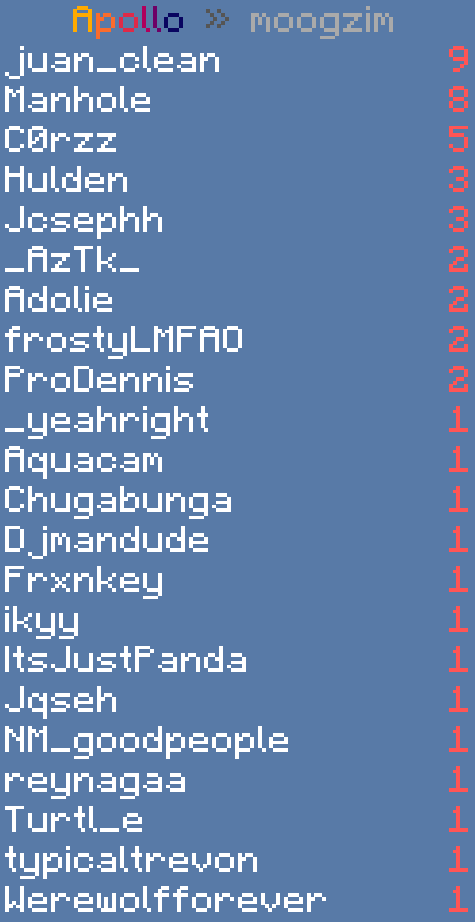 Apollo » moogzim
juan_clean 9
Manhole 8
C0rzz 5
Hulden 3
Jcsephh 3
_AzTk_ 2
Adolie 2
frostyLMFAO 2
ProDennis 2
_yeahright 1
Aquacam 1
Chugabunga 1
Djmandude 1
Frxnkey 1
ikyy 1
ItsJustPanda 1
Jqseh 1
NM_goodpeople 1
reynagaa 1
Turtl_e 1
typicaltrevon 1
Werewolfforever 1